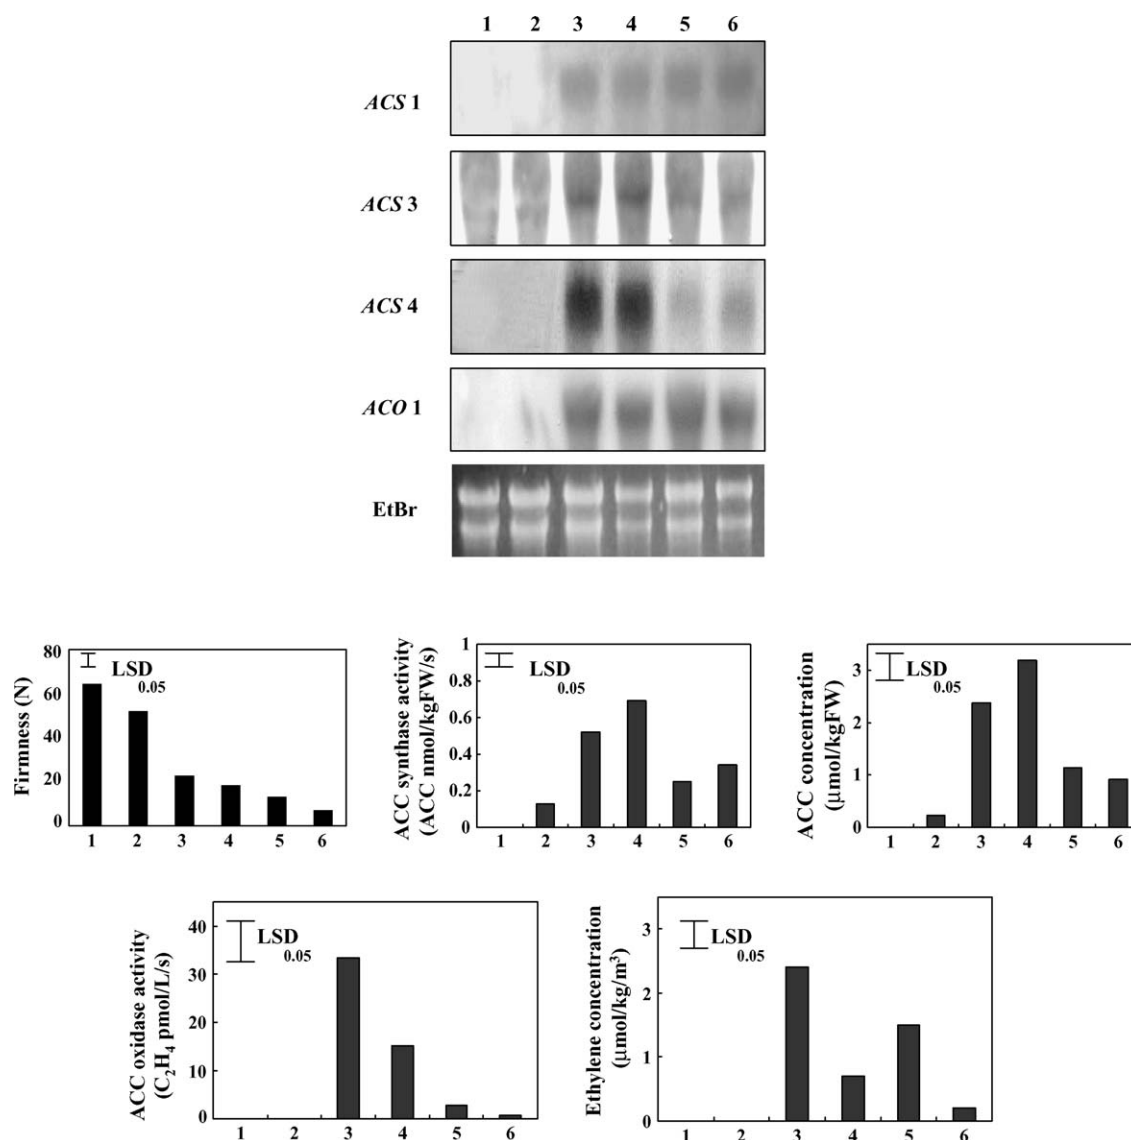 1 2 3 4 5 6
ACS 1
ACS 3
ACS 4
ACO 1
EtBr
Firmness (N)
80
60
40
20
0
LSD
0.05
1 2 3 4 5 6
ACC synthase activity
(ACC nmol/kgFW/s)
1
0.8
0.6
0.4
0.2
0
LSD
0.05
1 2 3 4 5 6
ACC concentration
(μmol/kgFW)
3
2
1
0
LSD
0.05
1 2 3 4 5 6
ACC oxidase activity
(C₂H₄ pmol/L/s)
40
30
20
10
0
LSD
0.05
1 2 3 4 5 6
Ethylene concentration
(μmol/kg/m³)
3
2
1
0
LSD
0.05
1 2 3 4 5 6